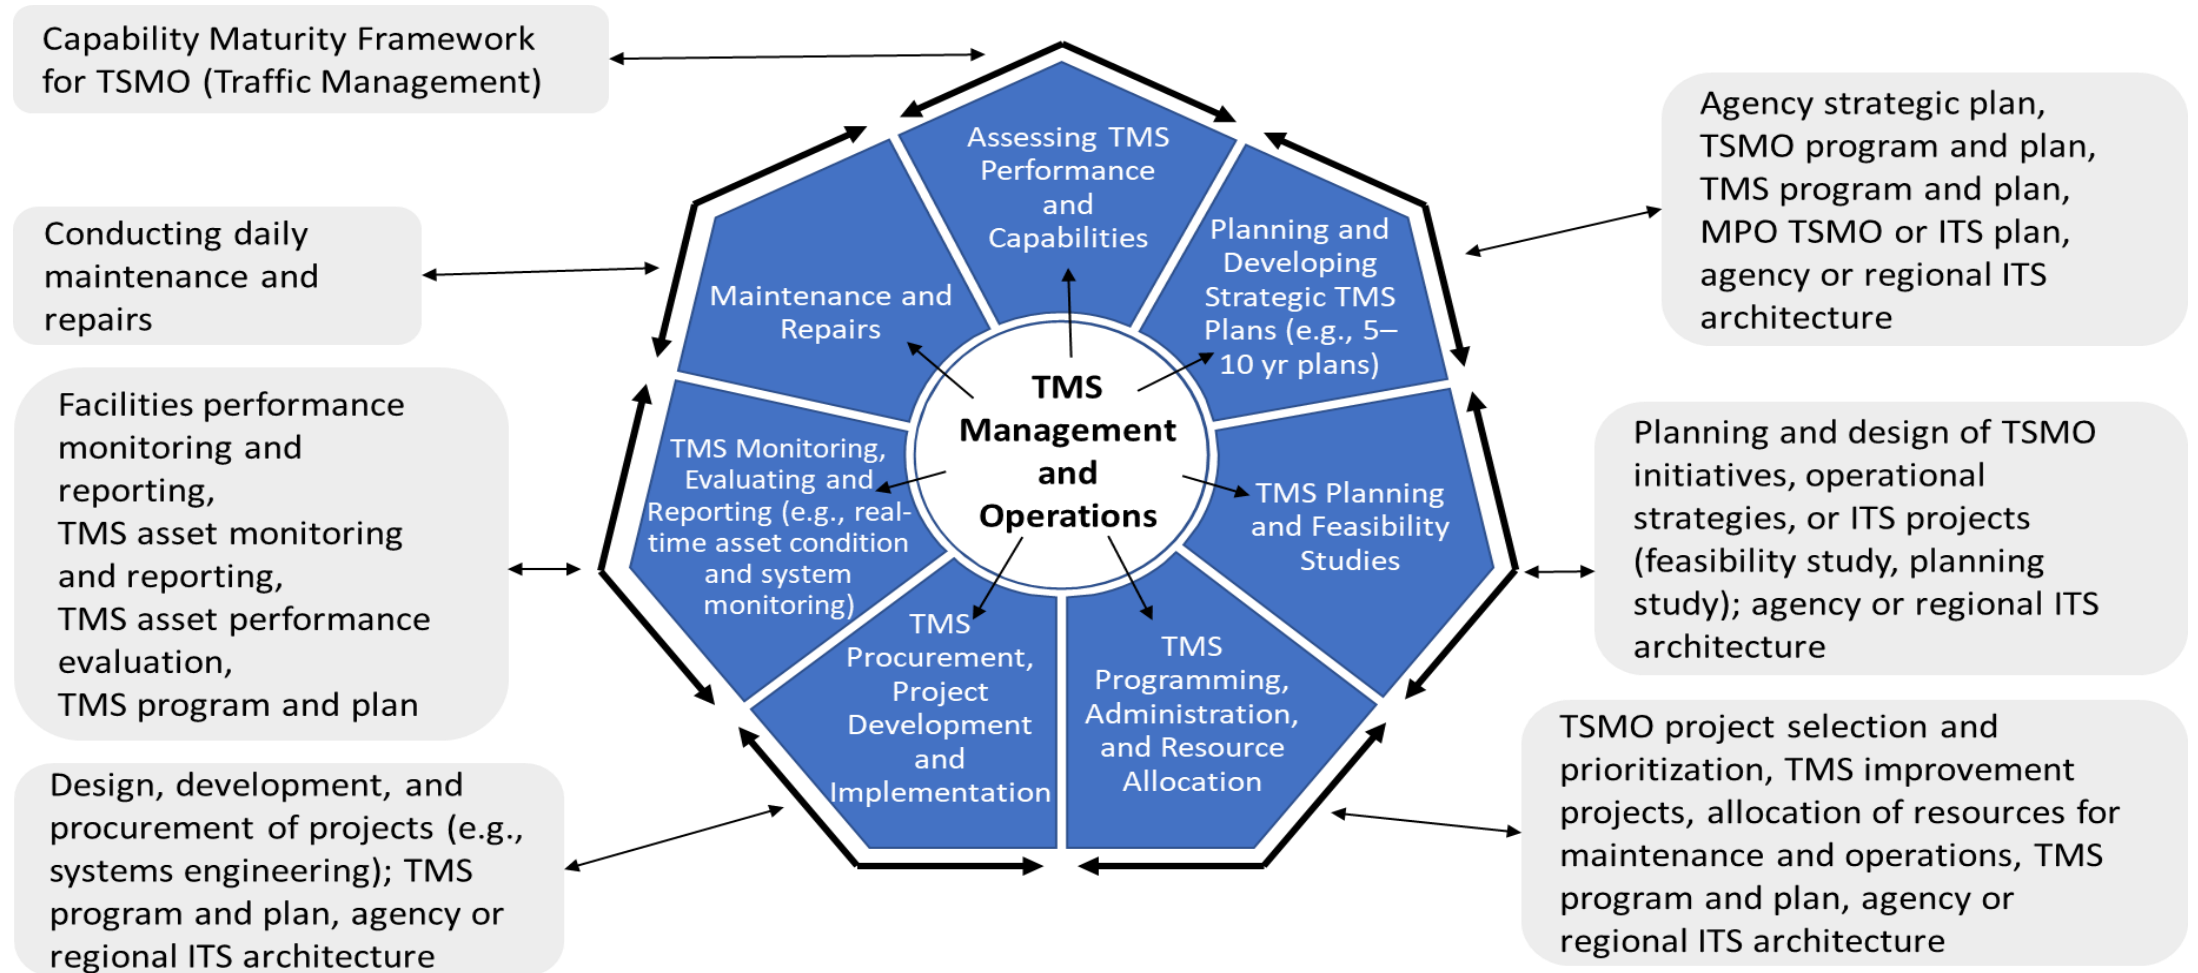 Capability Maturity Framework
for TSMO (Traffic Management)
Assessing TMS
Performance
and
Capabilities
Agency strategic plan,
TSMO program and plan,
TMS program and plan,
MPO TSMO or ITS plan,
agency or regional ITS
architecture
Planning and
Developing
Strategic TMS
Plans (e.g., 5–
10 yr plans)
Conducting daily
maintenance and
repairs
Maintenance and
Repairs
TMS
Management
and
Operations
Facilities performance
monitoring and
reporting,
TMS asset monitoring
and reporting,
TMS asset performance
evaluation,
TMS program and plan
TMS Monitoring,
Evaluating and
Reporting (e.g., real-
time asset condition
and system
monitoring)
TMS Planning
and Feasibility
Studies
Planning and design of TSMO
initiatives, operational
strategies, or ITS projects
(feasibility study, planning
study); agency or regional ITS
architecture
TMS
Procurement,
Project
Development
and
Implementation
TMS
Programming,
Administration,
and Resource
Allocation
Design, development, and
procurement of projects (e.g.,
systems engineering); TMS
program and plan, agency or
regional ITS architecture
TSMO project selection and
prioritization, TMS improvement
projects, allocation of resources for
maintenance and operations, TMS
program and plan, agency or
regional ITS architecture